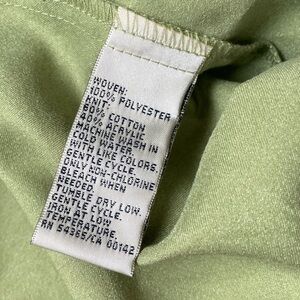 WOVEN:
100% POLYESTER
KNIT:
60% COTTON
40% ACRYLIC
MACHINE WASH IN
COLD WATER.
WITH LIKE COLORS.
GENTLE CYCLE.
ONLY NON-CHLORINE
BLEACH WHEN
NEEDED.
TUMBLE DRY LOW.
GENTLE CYCLE.
IRON AT LOW
TEMPERATURE.
RN 54365/CA 00142